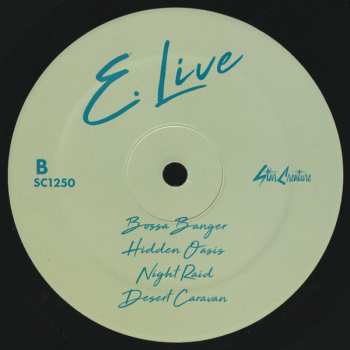 E. Live
B
SC1250
Star Creature
Bossa Banger
Hidden Oasis
Night Raid
Desert Caravan